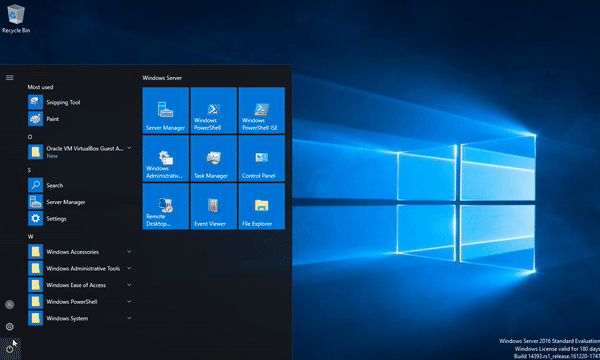 Recycle Bin
Most used
Snipping Tool
Paint
O
Oracle VM VirtualBox Guest A...
New
S
Search
Server Manager
Settings
W
Windows Accessories
Windows Administrative Tools
Windows Ease of Access
Windows PowerShell
Windows System
Windows Server
Server Manager
Windows
PowerShell
Windows
PowerShell ISE
Windows
Administrativ...
Task Manager
Control Panel
Remote
Desktop...
Event Viewer
File Explorer
Windows Server 2016 Standard Evaluation
Windows License valid for 180 days
Build 14393.rs1_release.161220-1747